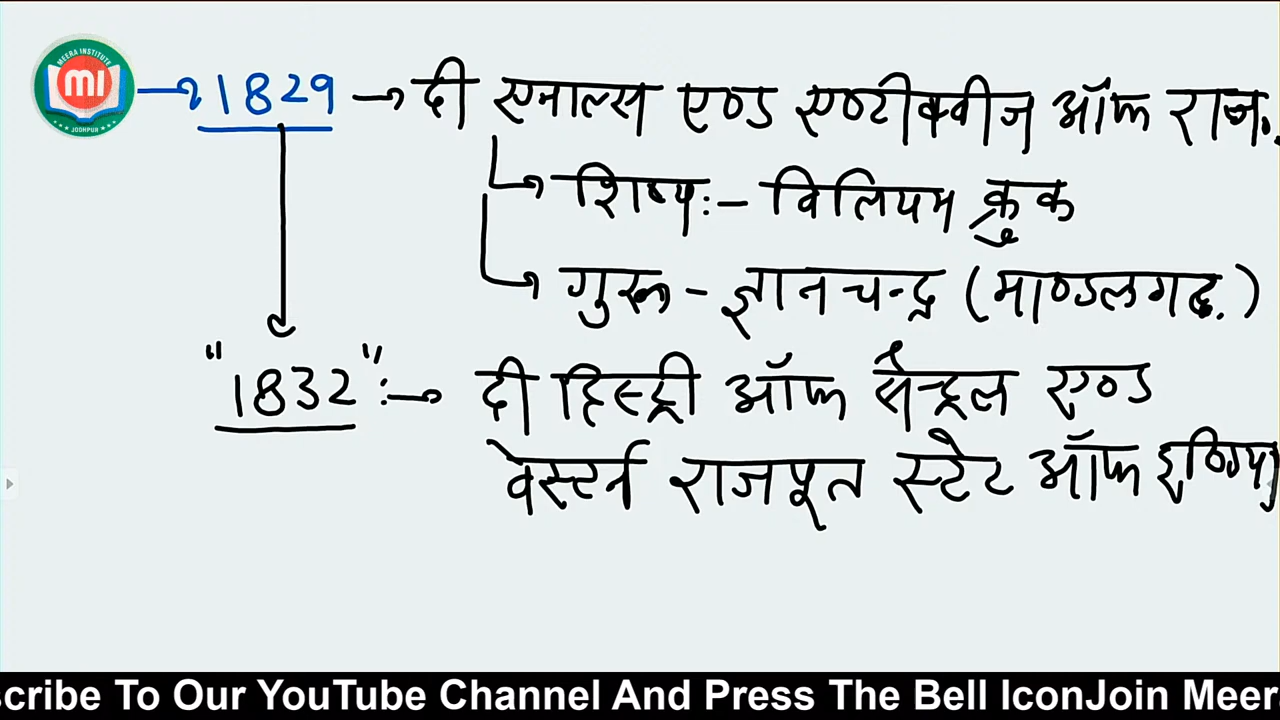 MEERA INSTITUTE
MI
JODHPUR
→ 1829 → दी एनाल्स एण्ड एण्टीक्वीज ऑफ राज.
→ शिष्य:- विलियम क्रुक
→ गुरू - ज्ञानचन्द्र (माण्डलगढ.)
"1832":→ दी हिस्ट्री ऑफ सैन्ट्रल एण्ड
वेस्टर्न राजपूत स्टेट ऑफ इण्डिया
scribe To Our YouTube Channel And Press The Bell IconJoin Meer